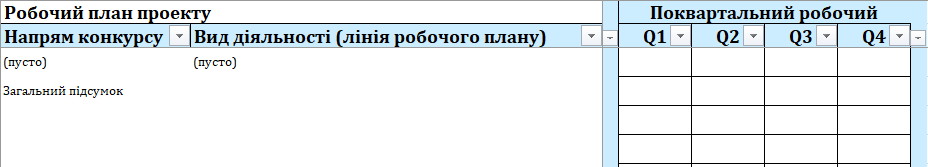 Робочий план проекту
Поквартальний робочий
Напрям конкурсу Вид діяльності (лінія робочого плану) Q1 Q2 Q3 Q4
(пусто) (пусто)
Загальний підсумок